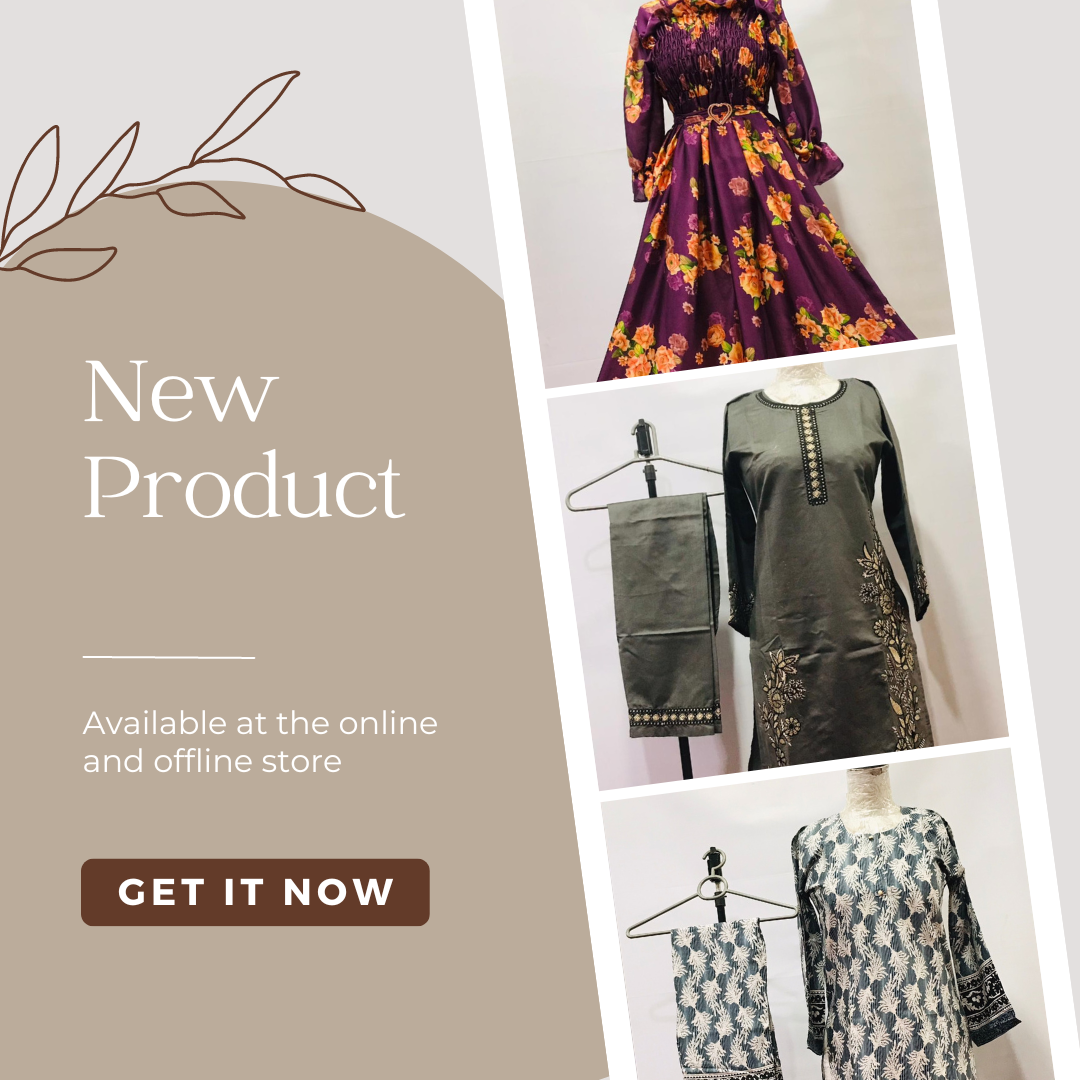 New
Product
Available at the online
and offline store
GET IT NOW